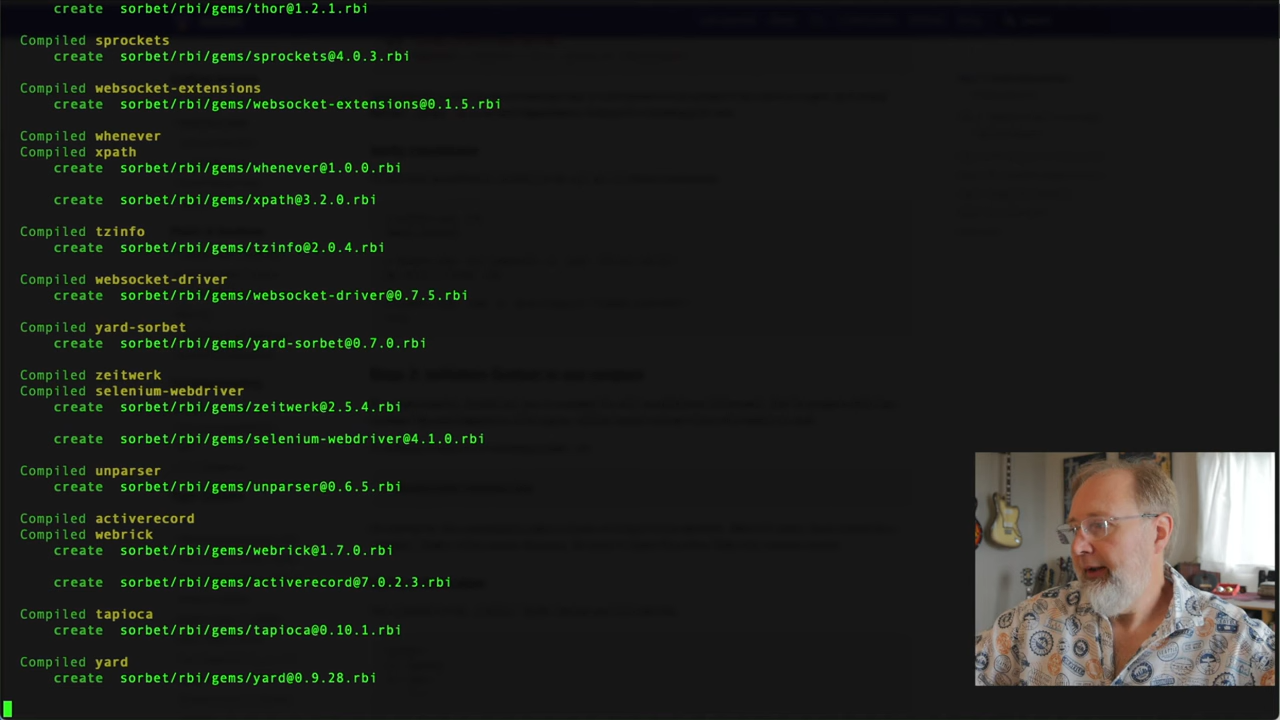 create sorbet/rbi/gems/thor@1.2.1.rbi
Compiled sprockets
create sorbet/rbi/gems/sprockets@4.0.3.rbi
Compiled websocket-extensions
create sorbet/rbi/gems/websocket-extensions@0.1.5.rbi
Compiled whenever
Compiled xpath
create sorbet/rbi/gems/whenever@1.0.0.rbi
create sorbet/rbi/gems/xpath@3.2.0.rbi
Compiled tzinfo
create sorbet/rbi/gems/tzinfo@2.0.4.rbi
Compiled websocket-driver
create sorbet/rbi/gems/websocket-driver@0.7.5.rbi
Compiled yard-sorbet
create sorbet/rbi/gems/yard-sorbet@0.7.0.rbi
Compiled zeitwerk
Compiled selenium-webdriver
create sorbet/rbi/gems/zeitwerk@2.5.4.rbi
create sorbet/rbi/gems/selenium-webdriver@4.1.0.rbi
Compiled unparser
create sorbet/rbi/gems/unparser@0.6.5.rbi
Compiled activerecord
Compiled webrick
create sorbet/rbi/gems/webrick@1.7.0.rbi
create sorbet/rbi/gems/activerecord@7.0.2.3.rbi
Compiled tapioca
create sorbet/rbi/gems/tapioca@0.10.1.rbi
Compiled yard
create sorbet/rbi/gems/yard@0.9.28.rbi